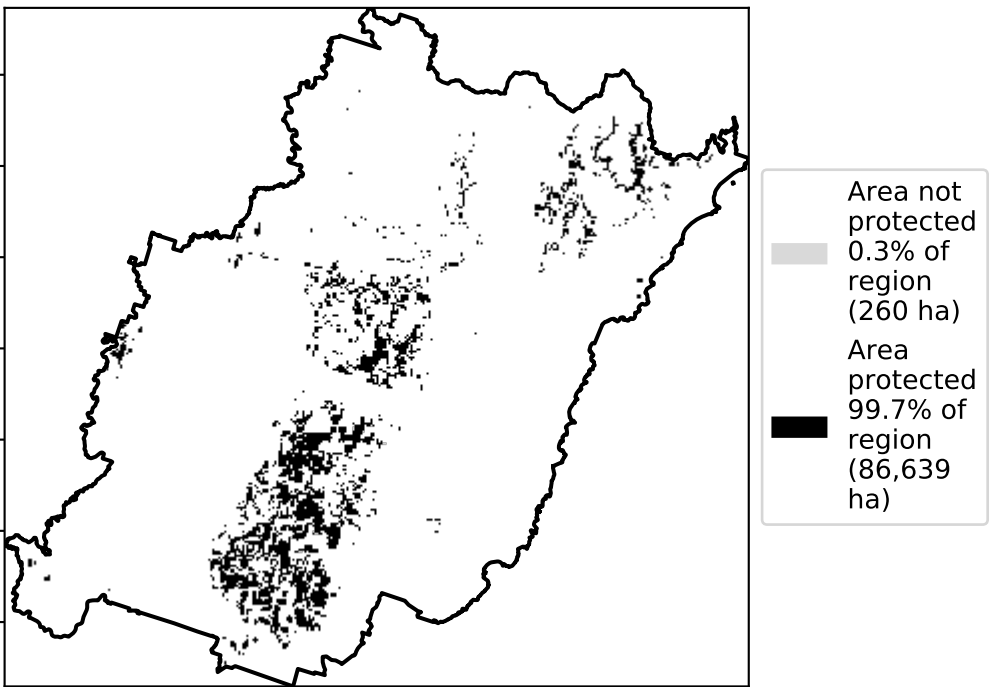 Area not
protected
0.3% of
region
(260 ha)
Area
protected
99.7% of
region
(86,639
ha)